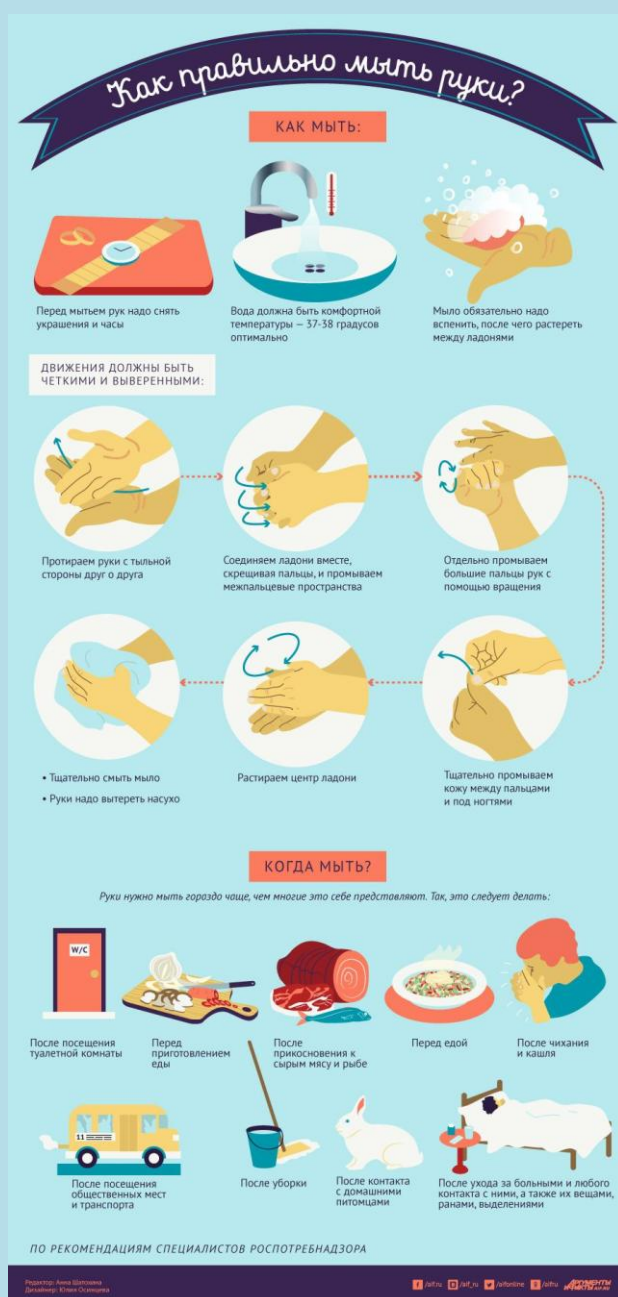 Как правильно мыть руки?
КАК МЫТЬ:
Перед мытьем рук надо снять
украшения и часы
Вода должна быть комфортной
температуры — 37-38 градусов
оптимально
Мыло обязательно надо
вспенить, после чего растереть
между ладонями
ДВИЖЕНИЯ ДОЛЖНЫ БЫТЬ
ЧЕТКИМИ И ВЫВЕРЕННЫМИ:
Протираем руки с тыльной
стороны друг о друга
Соединяем ладони вместе,
скрещивая пальцы, и промываем
межпальцевые пространства
Отдельно промываем
большие пальцы рук с
помощью вращения
• Тщательно смыть мыло
• Руки надо вытереть насухо
Растираем центр ладони
Тщательно промываем
кожу между пальцами
и под ногтями
КОГДА МЫТЬ?
Руки нужно мыть гораздо чаще, чем многие это себе представляют. Так, это следует делать:
W/C
После посещения
туалетной комнаты
Перед
приготовлением
еды
После
прикосновения к
сырым мясу и рыбе
Перед едой
После чихания
и кашля
11
После посещения
общественных мест
и транспорта
После уборки
После контакта
с домашними
питомцами
После ухода за больными и любого
контакта с ними, а также их вещами,
ранами, выделениями
ПО РЕКОМЕНДАЦИЯМ СПЕЦИАЛИСТОВ РОСПОТРЕБНАДЗОРА
Редактор: Анна Шатохина
Дизайнер: Юлия Осинцева
/aif.ru /aif_ru /aifonline /aifru АРГУМЕНТЫ И ФАКТЫ AIF.RU